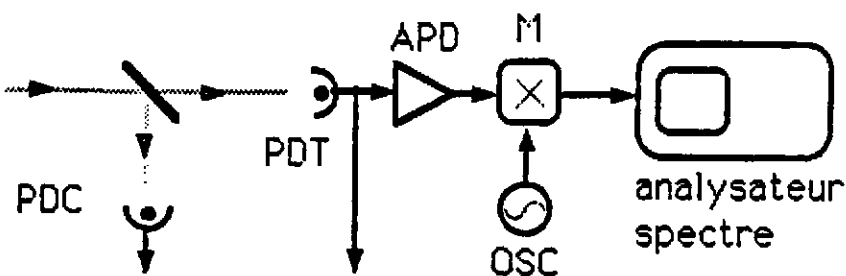 APD
M
PDT
PDC
OSC
analysateur
spectre